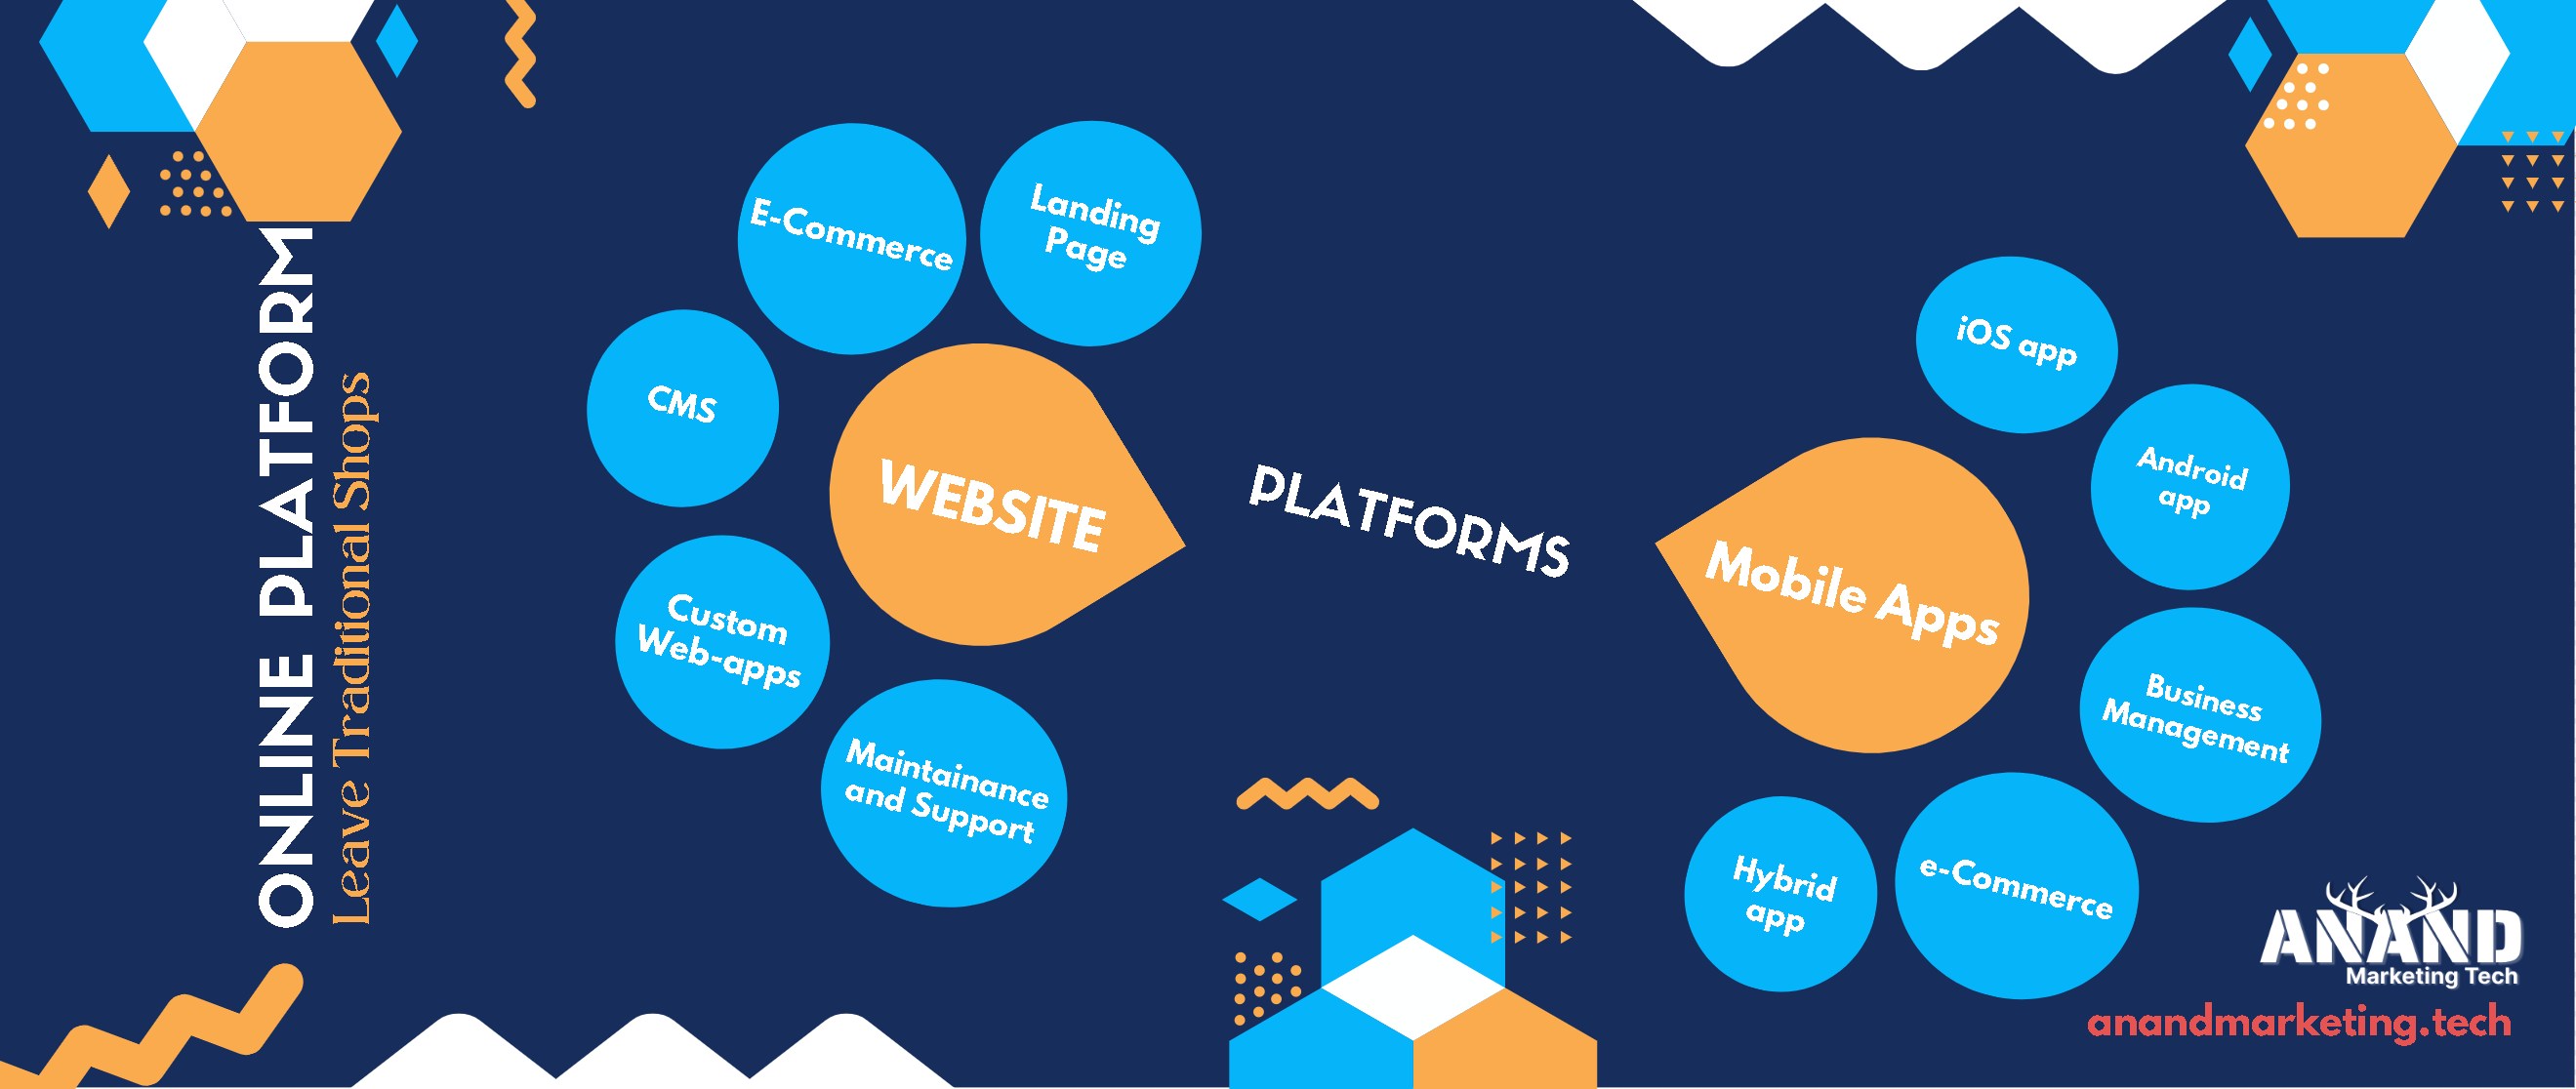 ONLINE PLATFORM
Leave Traditional Shops
E-Commerce
Landing
Page
CMS
WEBSITE
Custom
Web-apps
Maintainance
and Support
PLATFORMS
iOS app
Android
app
Mobile Apps
Business
Management
Hybrid
app
e-Commerce
ANAND
Marketing Tech
anandmarketing.tech